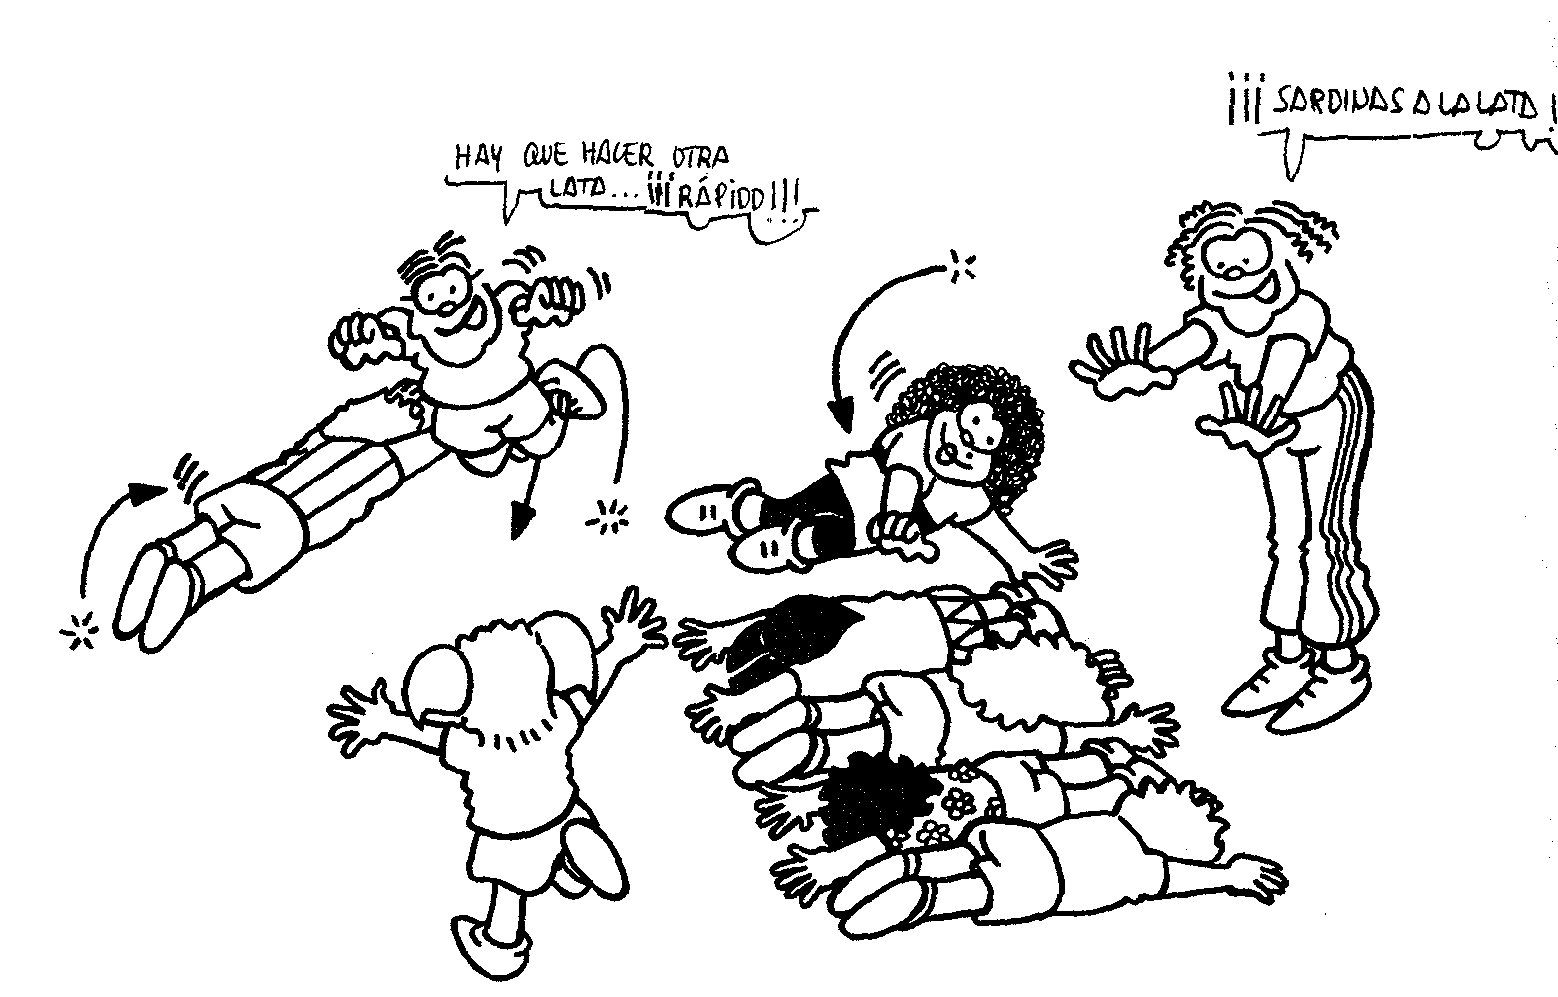 HAY QUE HACER OTRA
LATA... ¡¡¡RÁPIDO!!!
¡¡¡ SARDINAS A LA LATA !